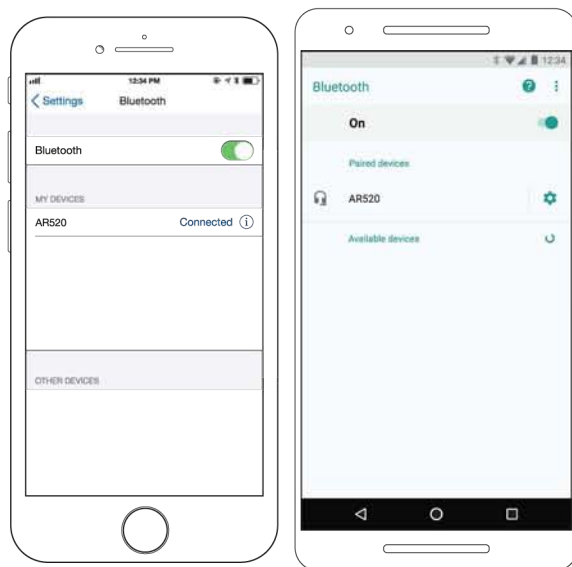 12:34 PM
Settings Bluetooth
Bluetooth
MY DEVICES
AR520 Connected i
OTHER DEVICES
12:34
Bluetooth ?
On
Paired devices
AR520
Available devices